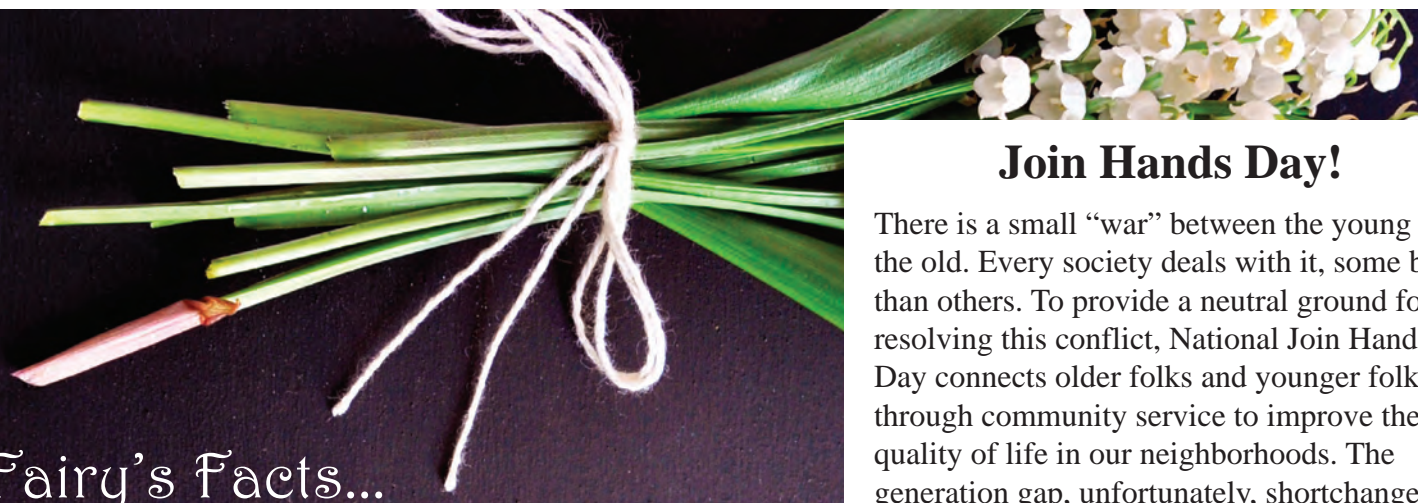 Join Hands Day!
There is a small “war” between the young
the old. Every society deals with it, some
than others. To provide a neutral ground
resolving this conflict, National Join
Day connects older folks and younger
through community service to improve the
quality of life in our neighborhoods. The
generation gap, unfortunately,
Fairy’s Facts...